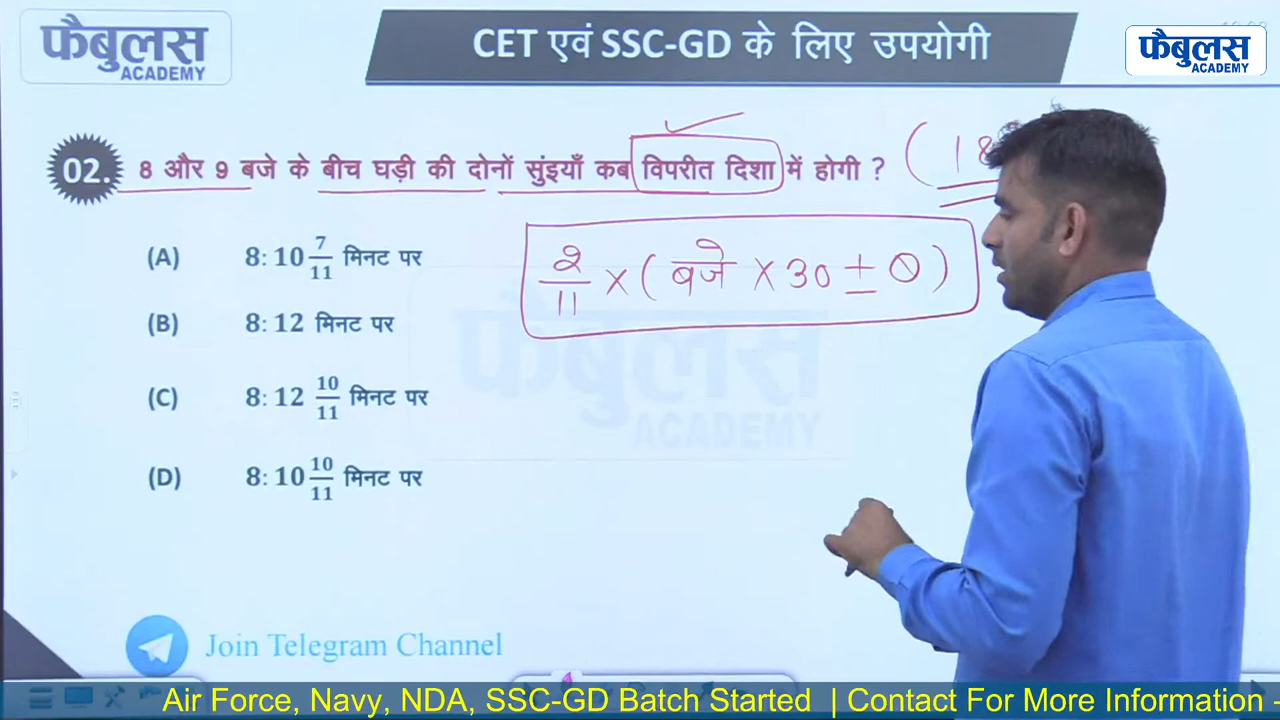 फैबुलस
ACADEMY
CET एवं SSC-GD के लिए उपयोगी
फैबुलस
ACADEMY
02. 8 और 9 बजे के बीच घड़ी की दोनों सुंइयाँ कब विपरीत दिशा में होगी ? (18
2/11 × (बजे × 30 ± θ)
(A) 8: 10 7/11 मिनट पर
(B) 8: 12 मिनट पर
(C) 8: 12 10/11 मिनट पर
(D) 8: 10 10/11 मिनट पर
फैबुलस
ACADEMY
Join Telegram Channel
Air Force, Navy, NDA, SSC-GD Batch Started | Contact For More Information -